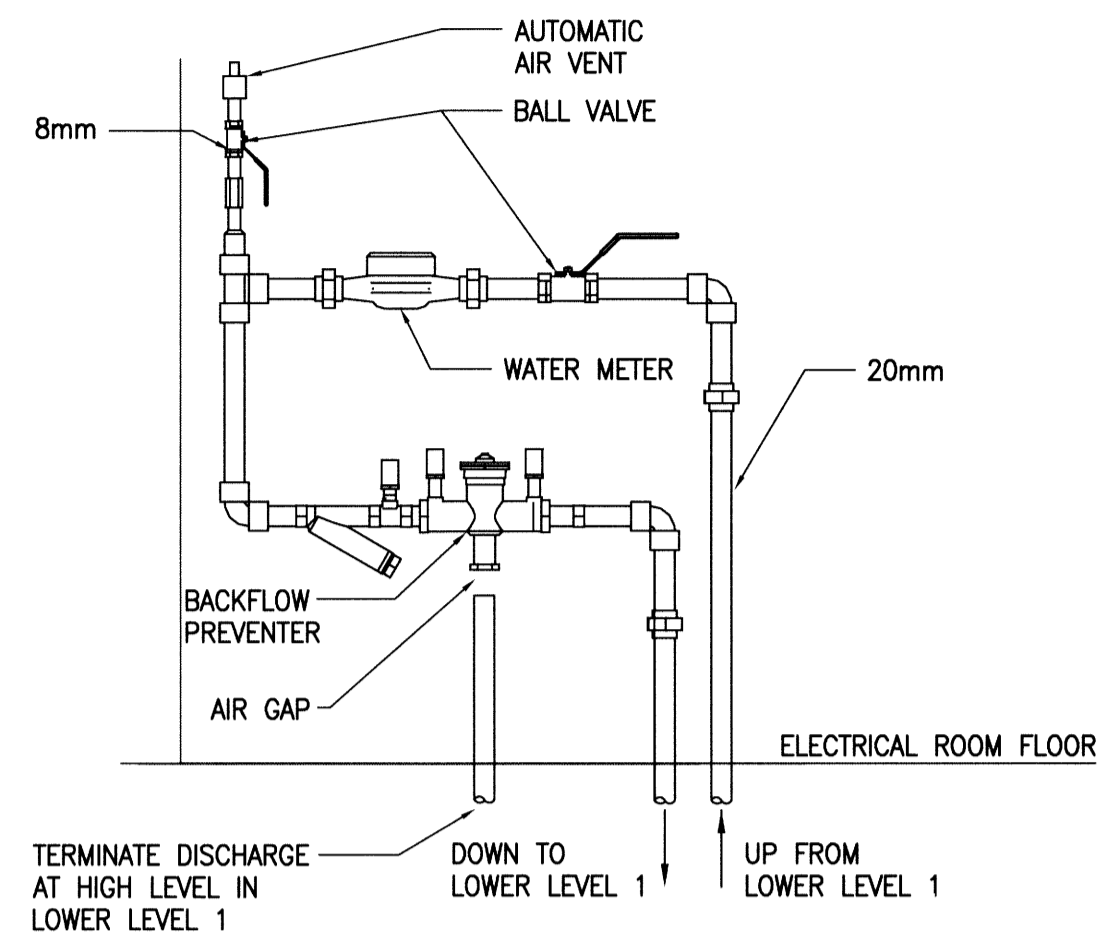 AUTOMATIC
AIR VENT
BALL VALVE
8mm
WATER METER
20mm
BACKFLOW
PREVENTER
AIR GAP
ELECTRICAL ROOM FLOOR
TERMINATE DISCHARGE
AT HIGH LEVEL IN
LOWER LEVEL 1
DOWN TO
LOWER LEVEL 1
UP FROM
LOWER LEVEL 1